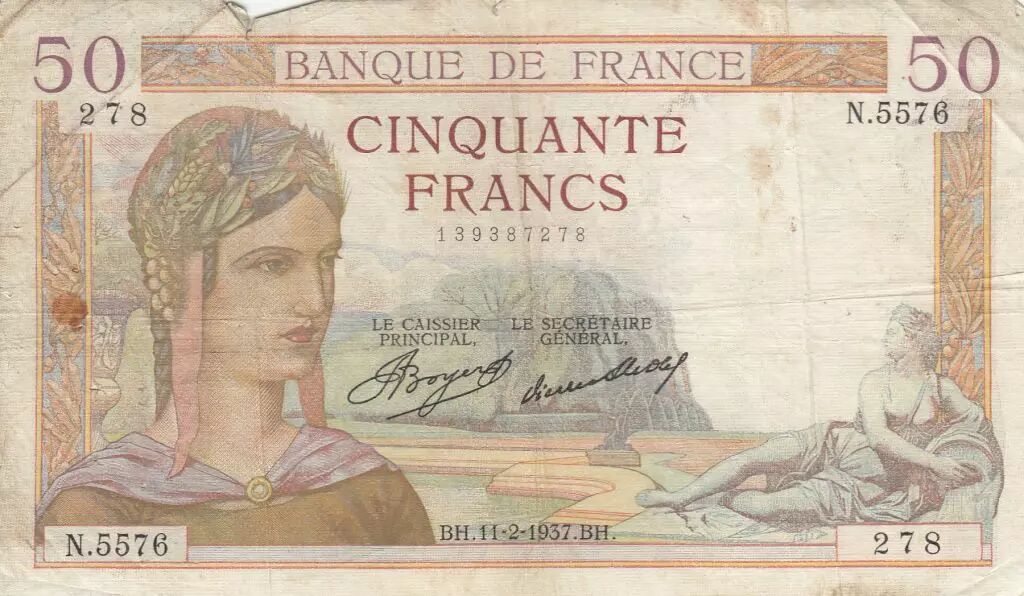 50 BANQUE DE FRANCE 50
278 N.5576
CINQUANTE
FRANCS
139387278
LE CAISSIER LE SECRÉTAIRE
PRINCIPAL, GÉNÉRAL,
N.5576 BH.11-2-1937.BH. 278